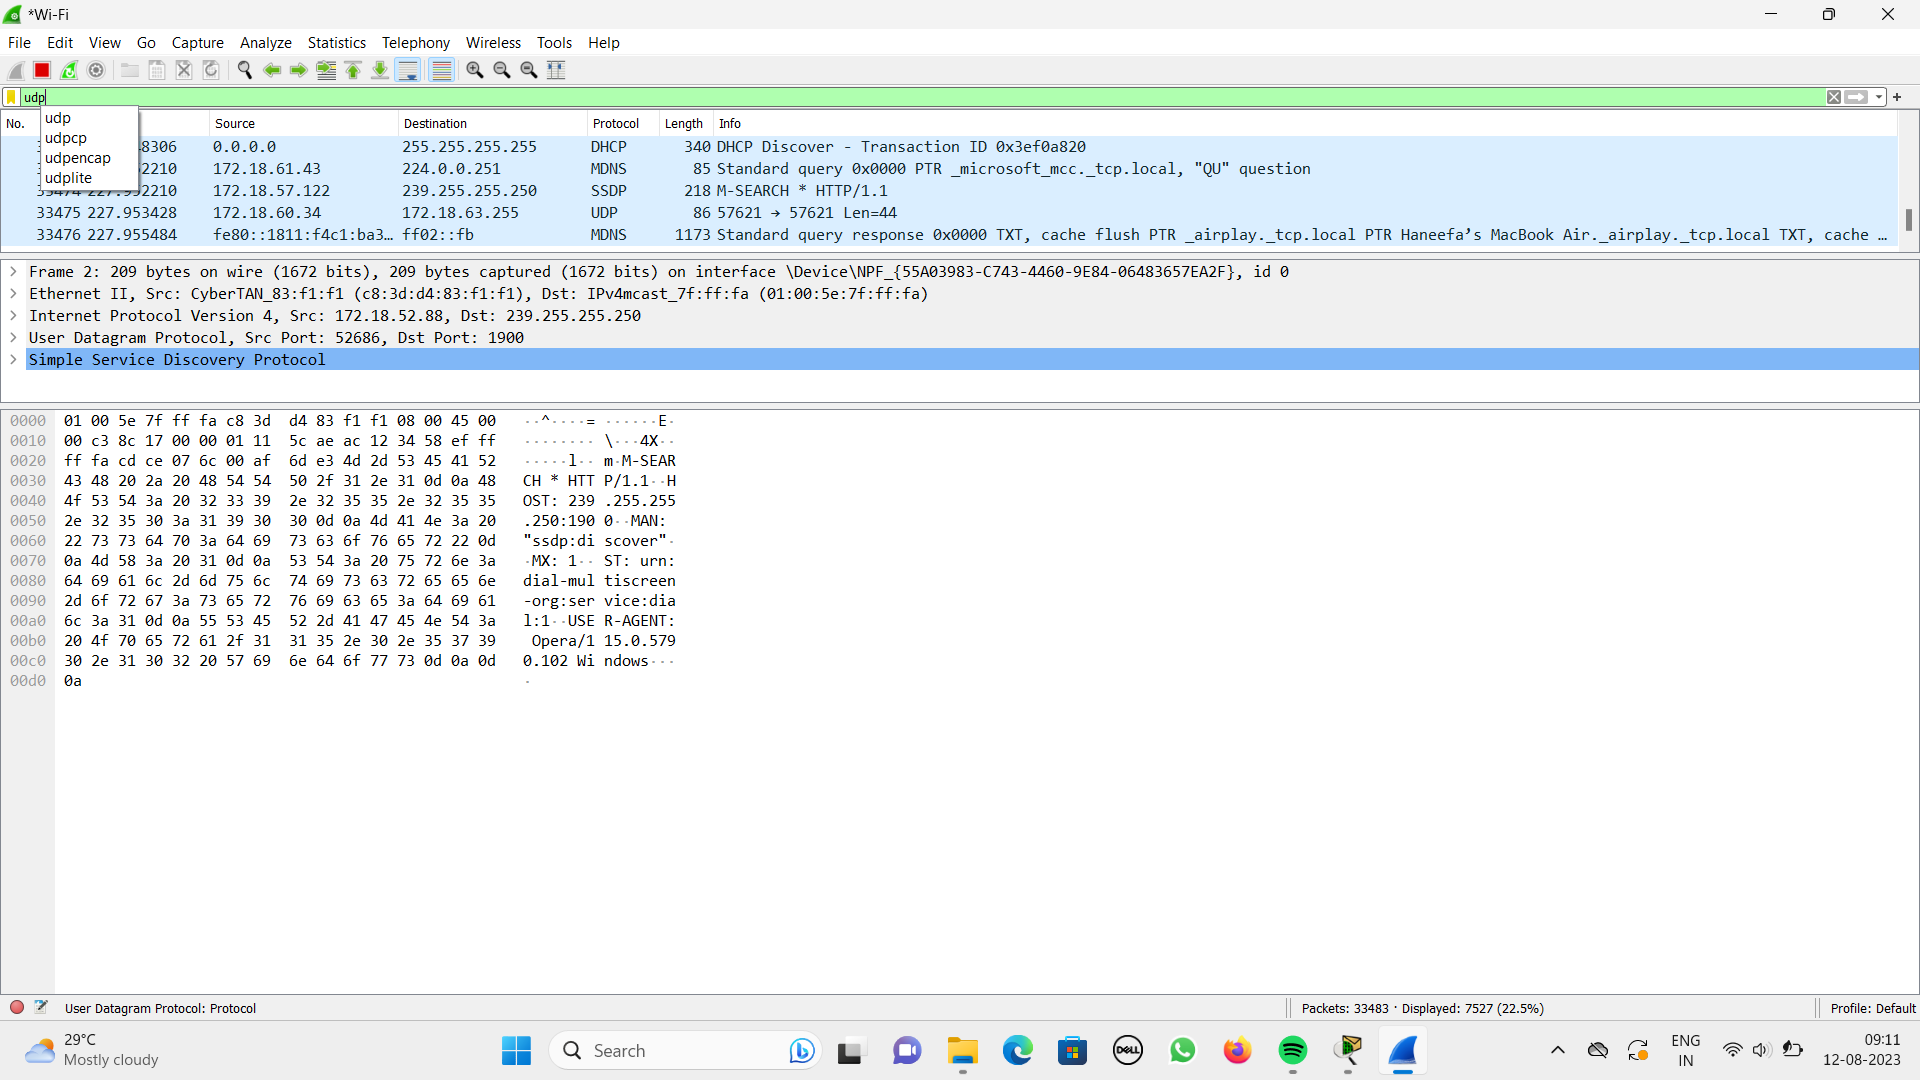 *Wi-Fi
File Edit View Go Capture Analyze Statistics Telephony Wireless Tools Help
udp
udp
udpcp
udpencap
udplite
No. Source Destination Protocol Length Info
8306 0.0.0.0 255.255.255.255 DHCP 340 DHCP Discover - Transaction ID 0x3ef0a820
2210 172.18.61.43 224.0.0.251 MDNS 85 Standard query 0x0000 PTR _microsoft_mcc._tcp.local, "QU" question
33474 227.952210 172.18.57.122 239.255.255.250 SSDP 218 M-SEARCH * HTTP/1.1
33475 227.953428 172.18.60.34 172.18.63.255 UDP 86 57621 → 57621 Len=44
33476 227.955484 fe80::1811:f4c1:ba3… ff02::fb MDNS 1173 Standard query response 0x0000 TXT, cache flush PTR _airplay._tcp.local PTR Haneefa’s MacBook Air._airplay._tcp.local TXT, cache …
Frame 2: 209 bytes on wire (1672 bits), 209 bytes captured (1672 bits) on interface \Device\NPF_{55A03983-C743-4460-9E84-06483657EA2F}, id 0
Ethernet II, Src: CyberTAN_83:f1:f1 (c8:3d:d4:83:f1:f1), Dst: IPv4mcast_7f:ff:fa (01:00:5e:7f:ff:fa)
Internet Protocol Version 4, Src: 172.18.52.88, Dst: 239.255.255.250
User Datagram Protocol, Src Port: 52686, Dst Port: 1900
Simple Service Discovery Protocol
0000 01 00 5e 7f ff fa c8 3d d4 83 f1 f1 08 00 45 00 ··^····= ······E·
0010 00 c3 8c 17 00 00 01 11 5c ae ac 12 34 58 ef ff ········ \···4X··
0020 ff fa cd ce 07 6c 00 af 6d e3 4d 2d 53 45 41 52 ·····l·· m·M-SEAR
0030 43 48 20 2a 20 48 54 54 50 2f 31 2e 31 0d 0a 48 CH * HTT P/1.1··H
0040 4f 53 54 3a 20 32 33 39 2e 32 35 35 2e 32 35 35 OST: 239 .255.255
0050 2e 32 35 30 3a 31 39 30 30 0d 0a 4d 41 4e 3a 20 .250:190 0··MAN:
0060 22 73 73 64 70 3a 64 69 73 63 6f 76 65 72 22 0d "ssdp:di scover"·
0070 0a 4d 58 3a 20 31 0d 0a 53 54 3a 20 75 72 6e 3a ·MX: 1·· ST: urn:
0080 64 69 61 6c 2d 6d 75 6c 74 69 73 63 72 65 65 6e dial-mul tiscreen
0090 2d 6f 72 67 3a 73 65 72 76 69 63 65 3a 64 69 61 -org:ser vice:dia
00a0 6c 3a 31 0d 0a 55 53 45 52 2d 41 47 45 4e 54 3a l:1··USE R-AGENT:
00b0 20 4f 70 65 72 61 2f 31 31 35 2e 30 2e 35 37 39 Opera/1 15.0.579
00c0 30 2e 31 30 32 20 57 69 6e 64 6f 77 73 0d 0a 0d 0.102 Wi ndows···
00d0 0a ·
User Datagram Protocol: Protocol Packets: 33483 · Displayed: 7527 (22.5%) Profile: Default
29°C
Mostly cloudy
Search
DELL
ENG
IN
09:11
12-08-2023